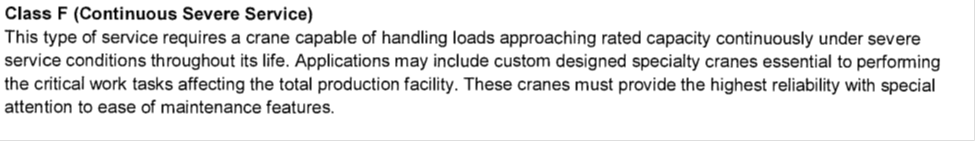 Class F (Continuous Severe Service)
This type of service requires a crane capable of handling loads approaching rated capacity continuously under severe
service conditions throughout its life. Applications may include custom designed specialty cranes essential to performing
the critical work tasks affecting the total production facility. These cranes must provide the highest reliability with special
attention to ease of maintenance features.